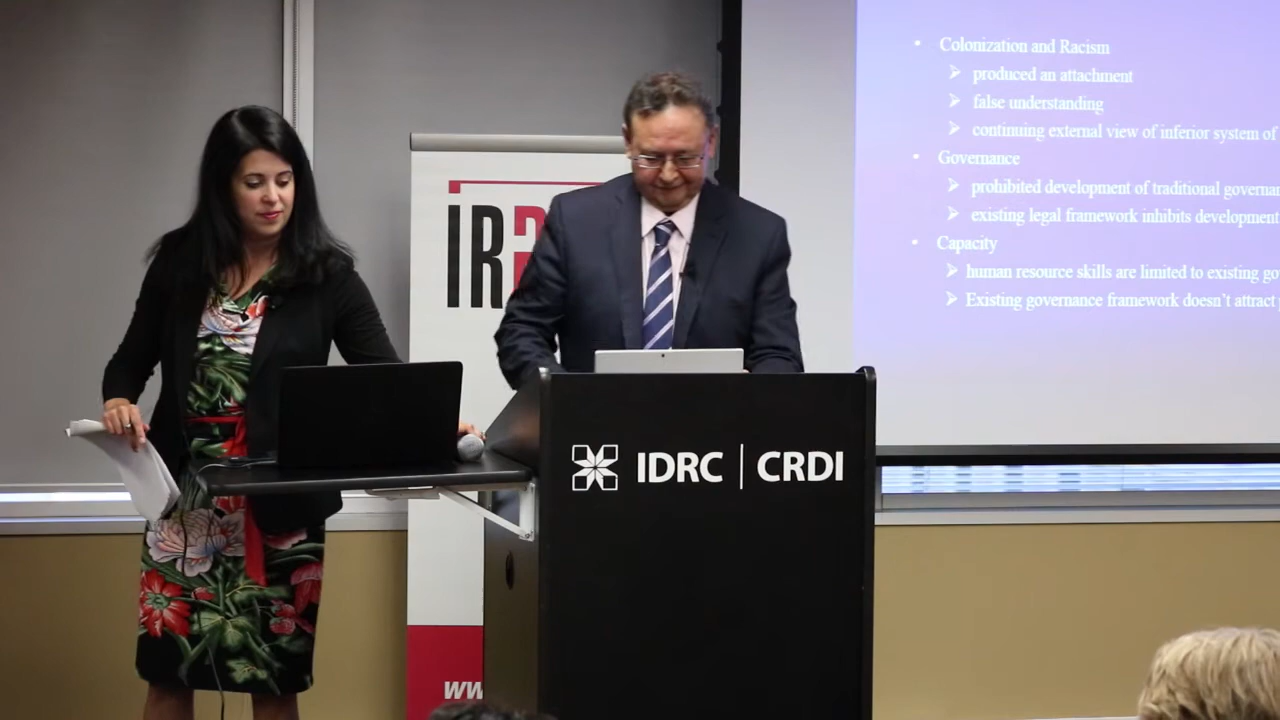 • Colonization and Racism
➢ produced an attachment
➢ false understanding
➢ continuing external view of inferior system of
• Governance
➢ prohibited development of traditional governa
➢ existing legal framework inhibits development
• Capacity
➢ human resource skills are limited to existing go
➢ Existing governance framework doesn't attract
IR
IDRC | CRDI
ww